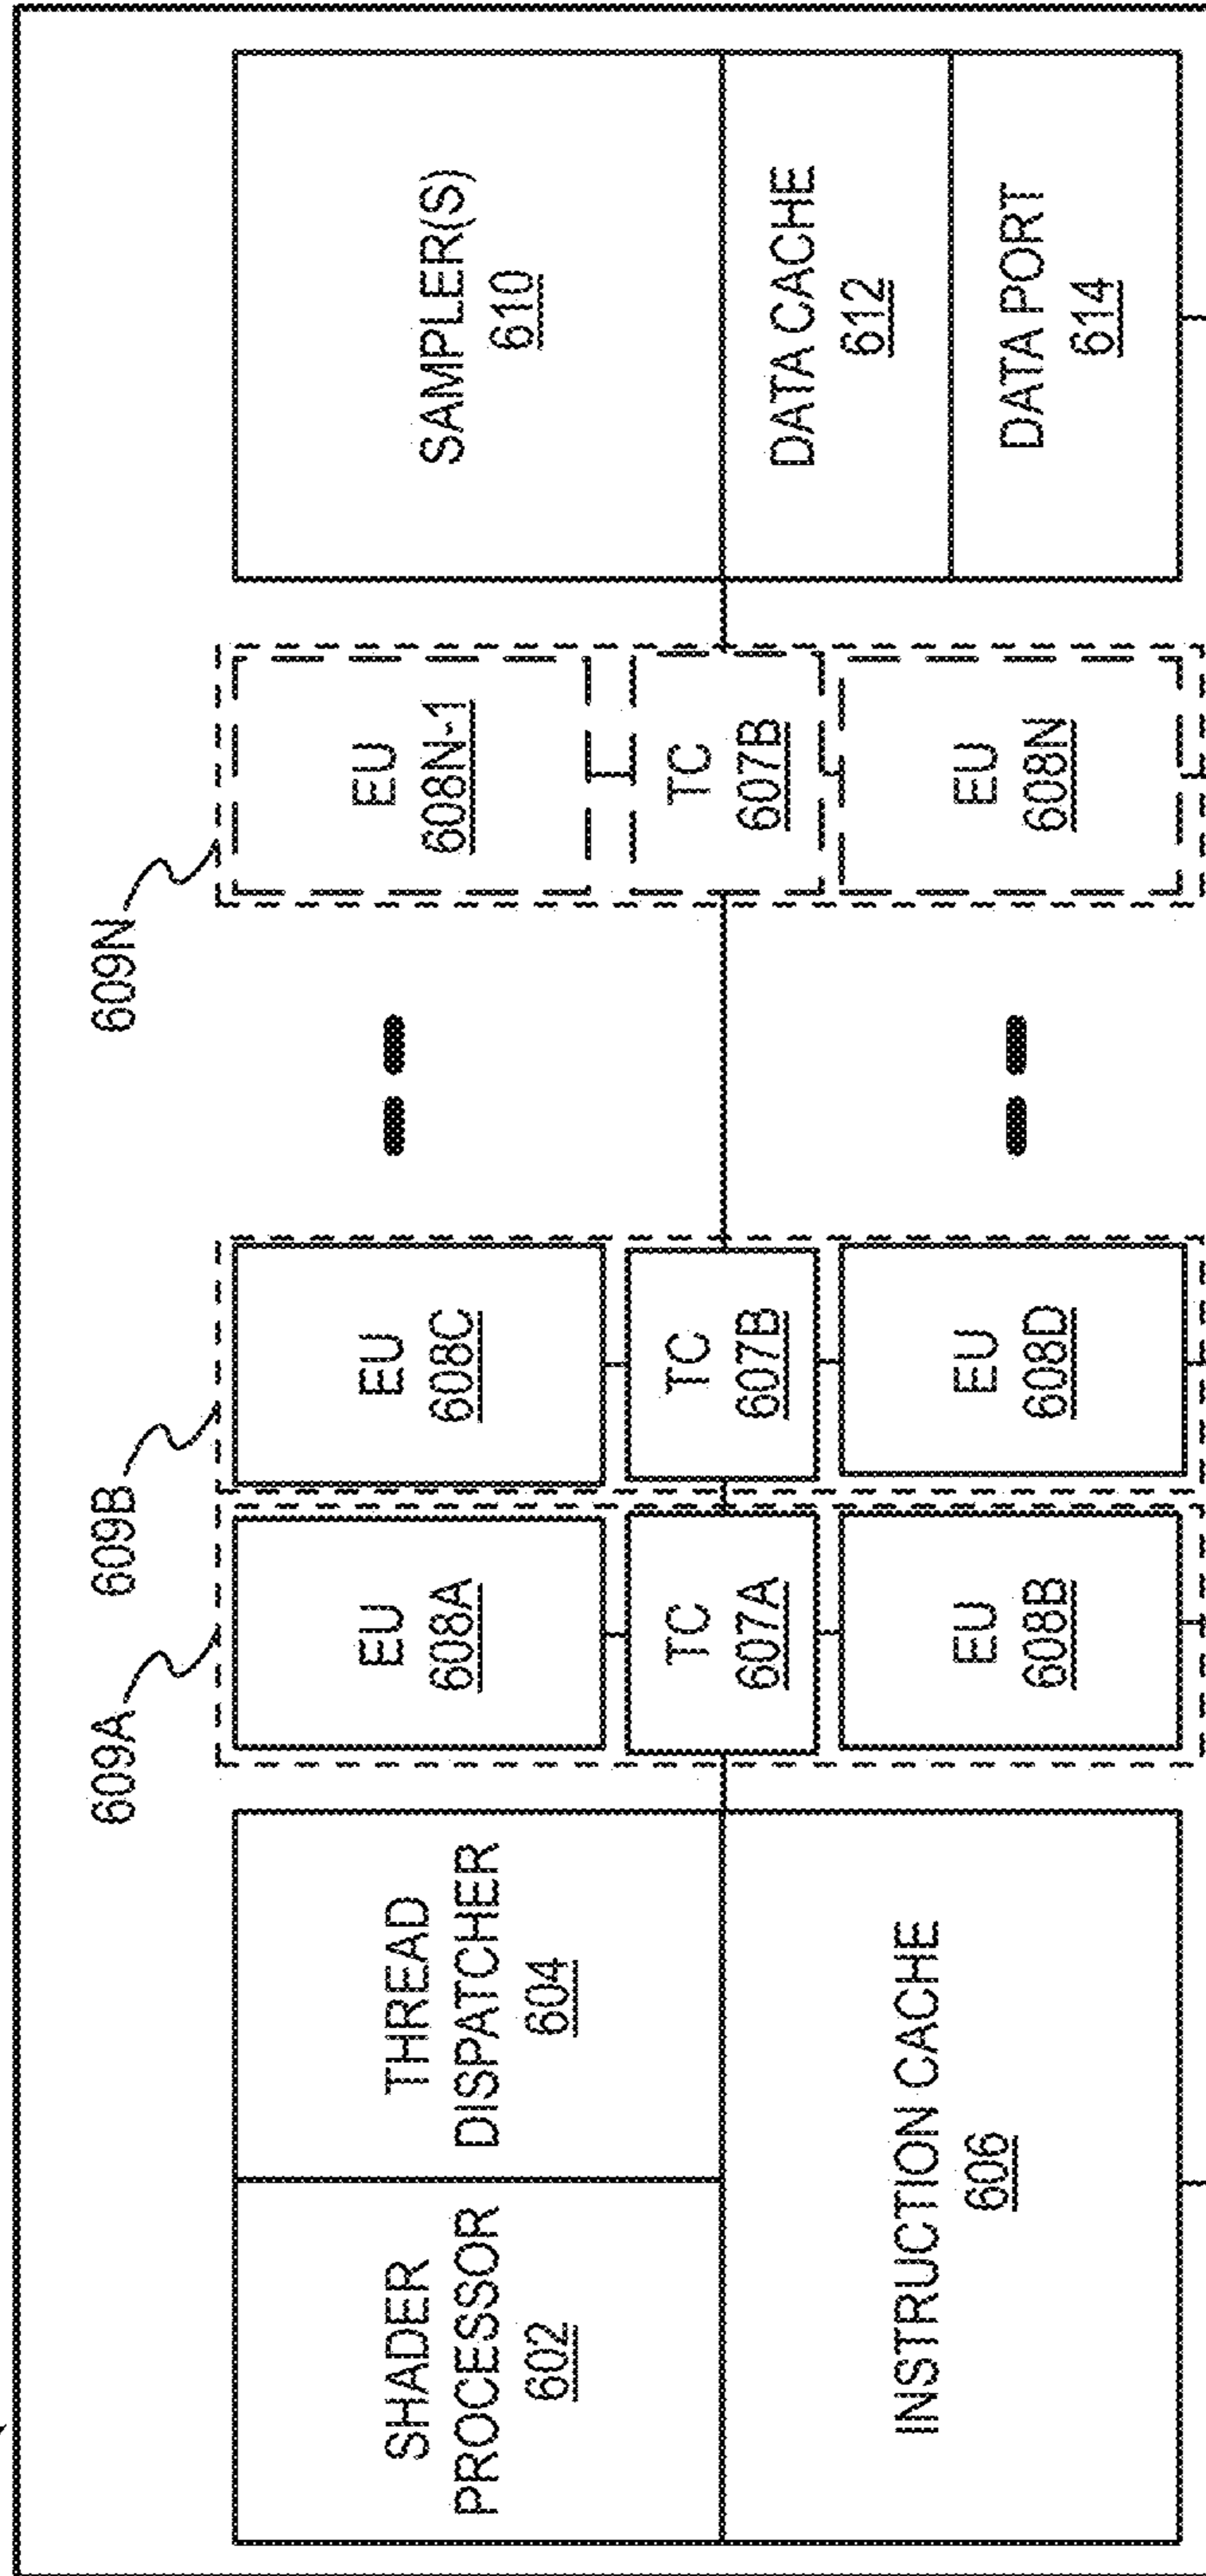 609A
609B
609N
SHADER
PROCESSOR
602
THREAD
DISPATCHER
604
INSTRUCTION CACHE
606
EU
608A
TC
607A
EU
608B
EU
608C
TC
607B
EU
608D
EU
608N-1
TC
607B
EU
608N
SAMPLER(S)
610
DATA CACHE
612
DATA PORT
614